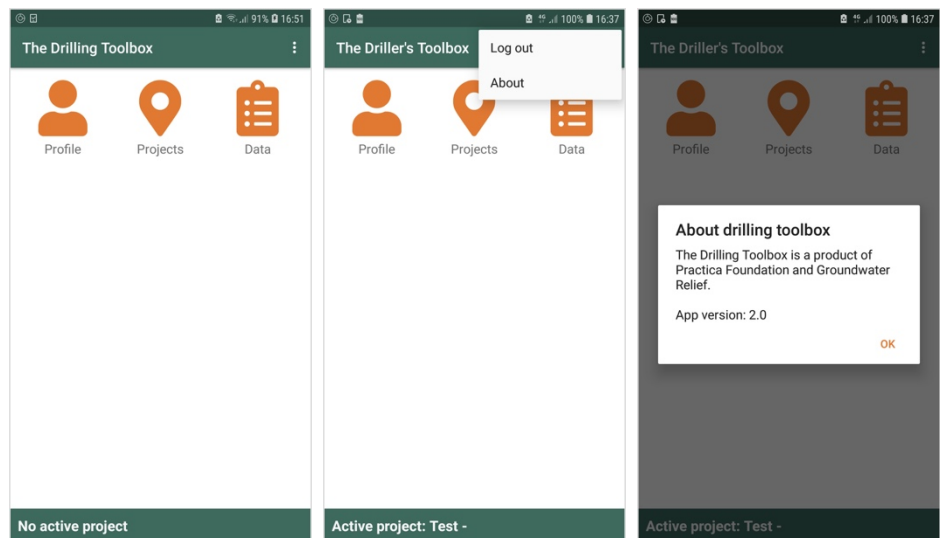 91% 16:51
The Drilling Toolbox
Profile Projects Data
No active project
4G 100% 16:37
The Driller's Toolbox
Log out
About
Profile Projects Data
Active project: Test -
4G 100% 16:37
The Driller's Toolbox
Profile Projects Data
About drilling toolbox
The Drilling Toolbox is a product of
Practica Foundation and Groundwater
Relief.
App version: 2.0
OK
Active project: Test -